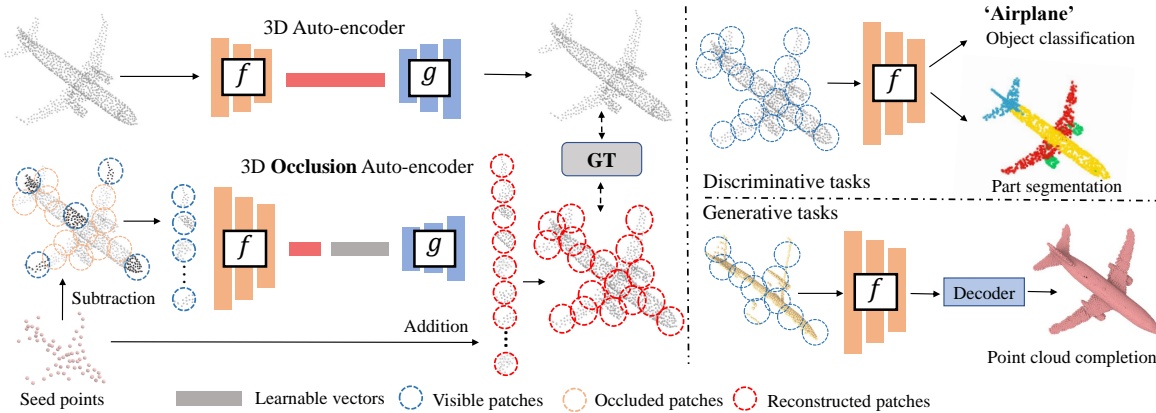 3D Auto-encoder
f
g
3D Occlusion Auto-encoder
f
g
GT
Subtraction
Addition
Seed points
'Airplane'
Object classification
f
Discriminative tasks
Part segmentation
Generative tasks
f
Decoder
Point cloud completion
Learnable vectors
Visible patches
Occluded patches
Reconstructed patches